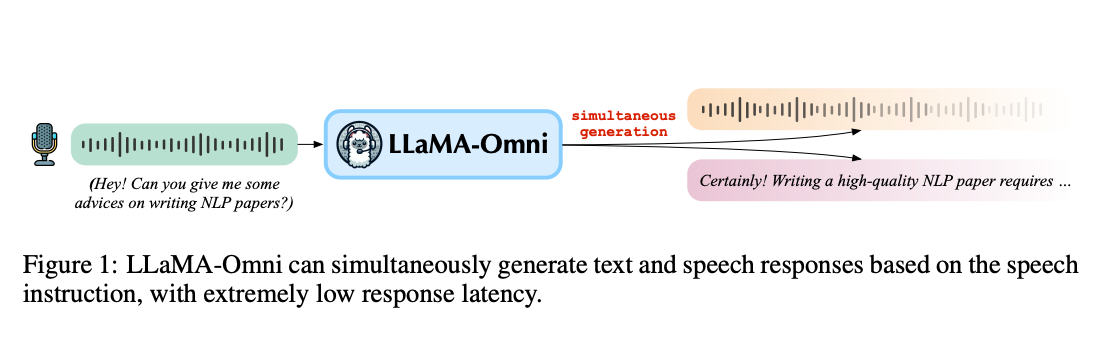 simultaneous
generation
LLaMA-Omni
(Hey! Can you give me some
advices on writing NLP papers?)
Certainly! Writing a high-quality NLP paper requires ...
Figure 1: LLaMA-Omni can simultaneously generate text and speech responses based on the speech
instruction, with extremely low response latency.